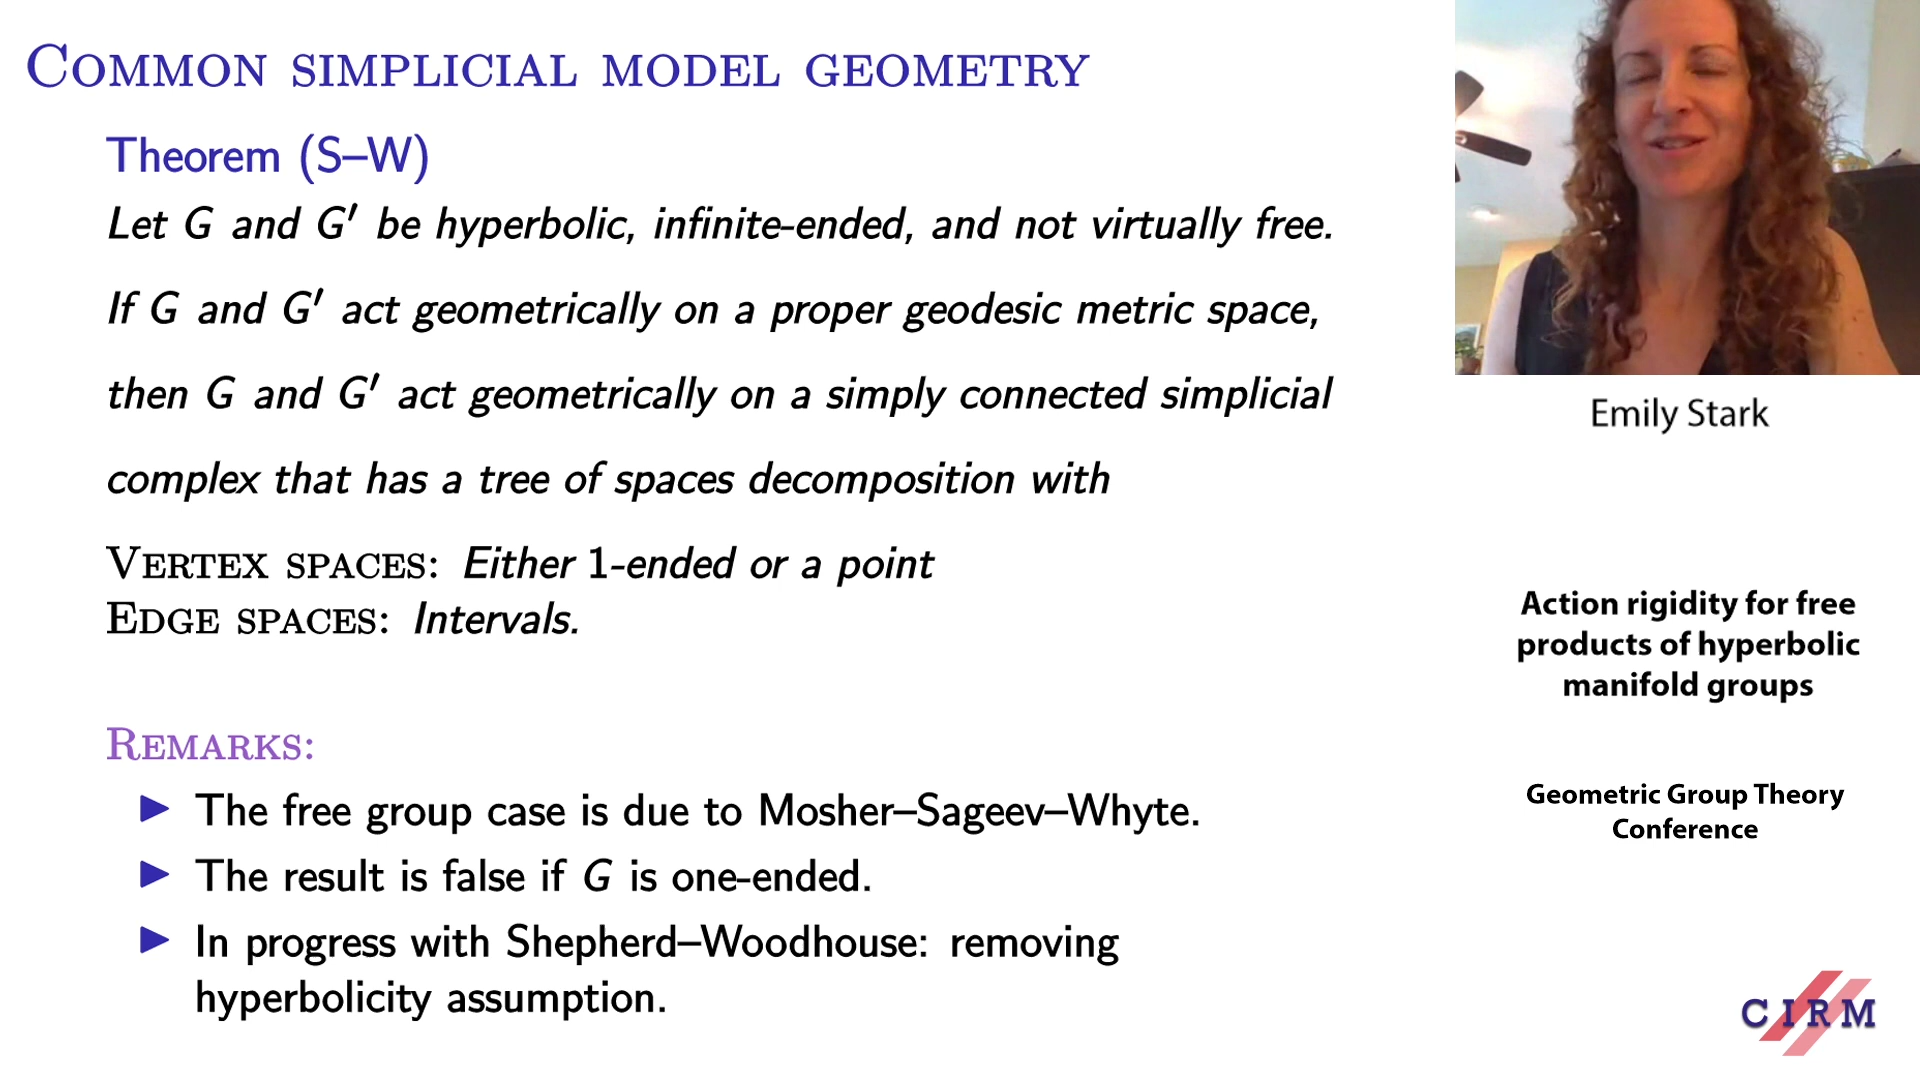 COMMON SIMPLICIAL MODEL GEOMETRY
Theorem (S–W)
Let G and G′ be hyperbolic, infinite-ended, and not virtually free.
If G and G′ act geometrically on a proper geodesic metric space,
then G and G′ act geometrically on a simply connected simplicial
complex that has a tree of spaces decomposition with
VERTEX SPACES: Either 1-ended or a point
EDGE SPACES: Intervals.
REMARKS:
▶ The free group case is due to Mosher–Sageev–Whyte.
▶ The result is false if G is one-ended.
▶ In progress with Shepherd–Woodhouse: removing
hyperbolicity assumption.
Emily Stark
Action rigidity for free
products of hyperbolic
manifold groups
Geometric Group Theory
Conference
CIRM